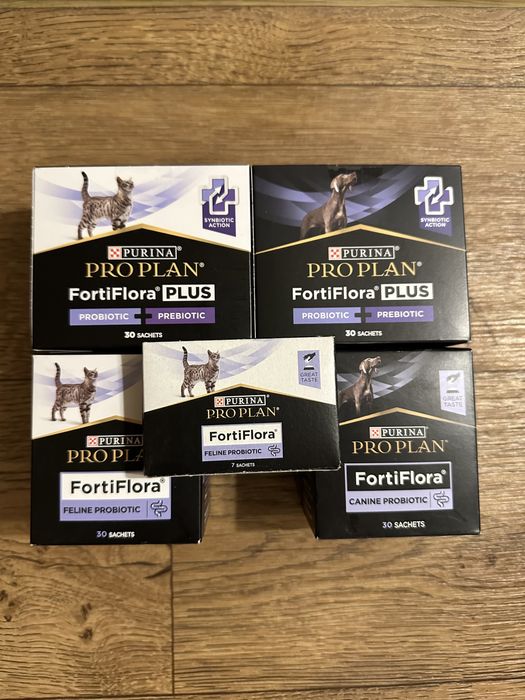 SYNBIOTIC
ACTION
PURINA®
PRO PLAN®
FortiFlora® PLUS
PROBIOTIC + PREBIOTIC
30 SACHETS
SYNBIOTIC
ACTION
PURINA®
PRO PLAN®
FortiFlora® PLUS
PROBIOTIC + PREBIOTIC
30 SACHETS
PURINA®
PRO PLA
FortiFlora®
FELINE PROBIOTIC
30 SACHETS
GREAT
TASTE
PURINA®
PRO PLAN®
FortiFlora®
FELINE PROBIOTIC
7 SACHETS
GREAT
TASTE
PURINA®
PRO PLAN®
FortiFlora®
CANINE PROBIOTIC
30 SACHETS